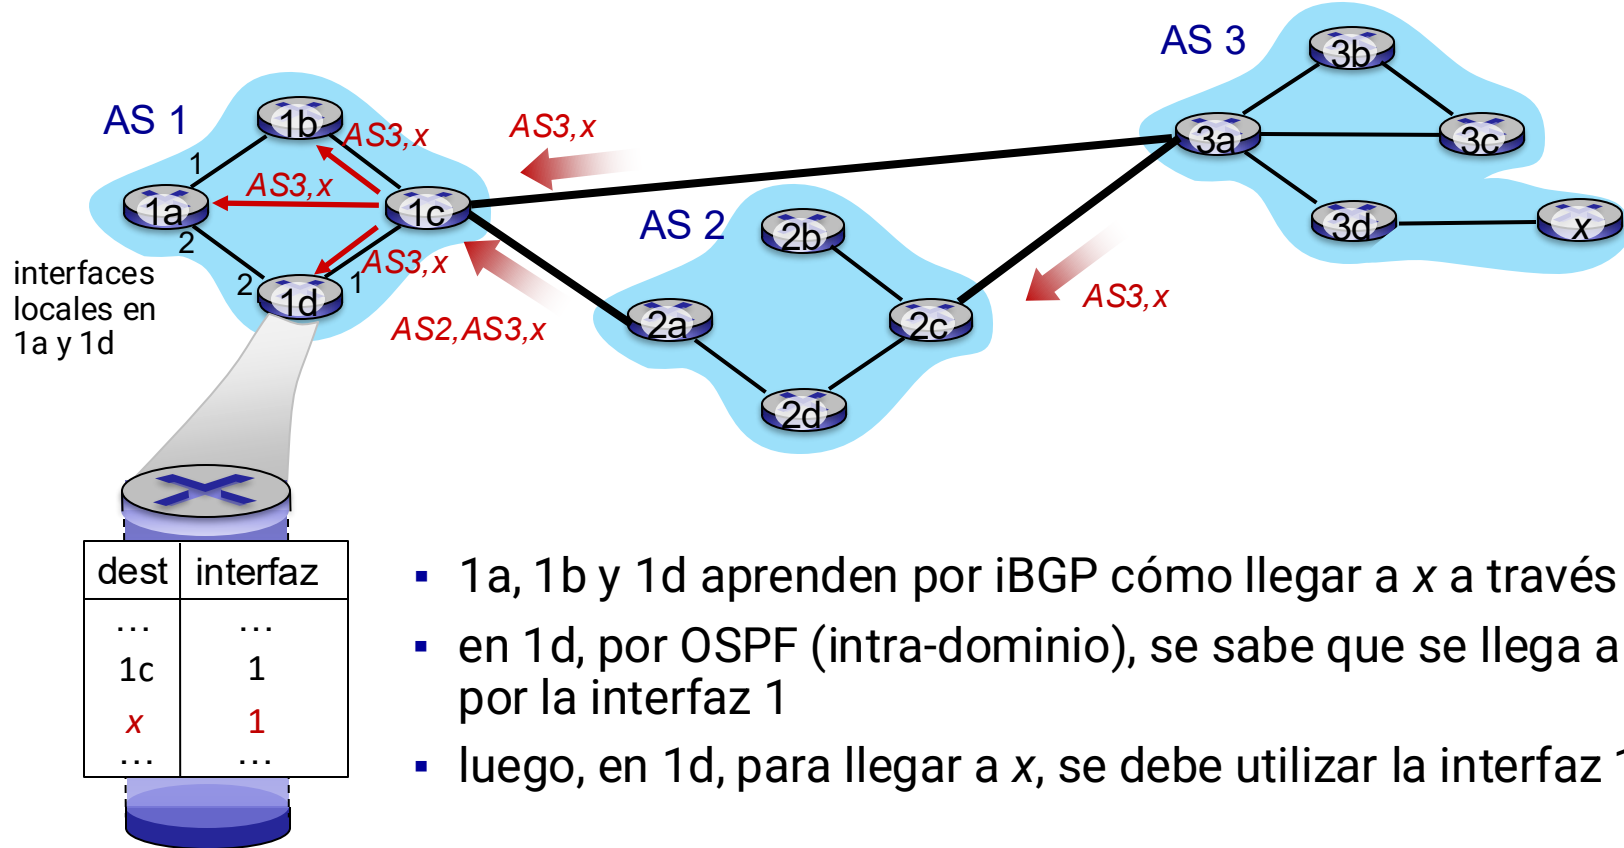 AS 3
3b
3a
3c
3d
x
AS 1
1b
AS3,x
AS3,x
1
AS3,x
1a
1c
2
AS3,x
2
1d
1
interfaces
locales en
1a y 1d
AS2,AS3,x
AS 2
2b
2a
2c
2d
AS3,x
dest interfaz
... ...
1c 1
x 1
... ...
▪ 1a, 1b y 1d aprenden por iBGP cómo llegar a x a través
▪ en 1d, por OSPF (intra-dominio), se sabe que se llega a
por la interfaz 1
▪ luego, en 1d, para llegar a x, se debe utilizar la interfaz 1